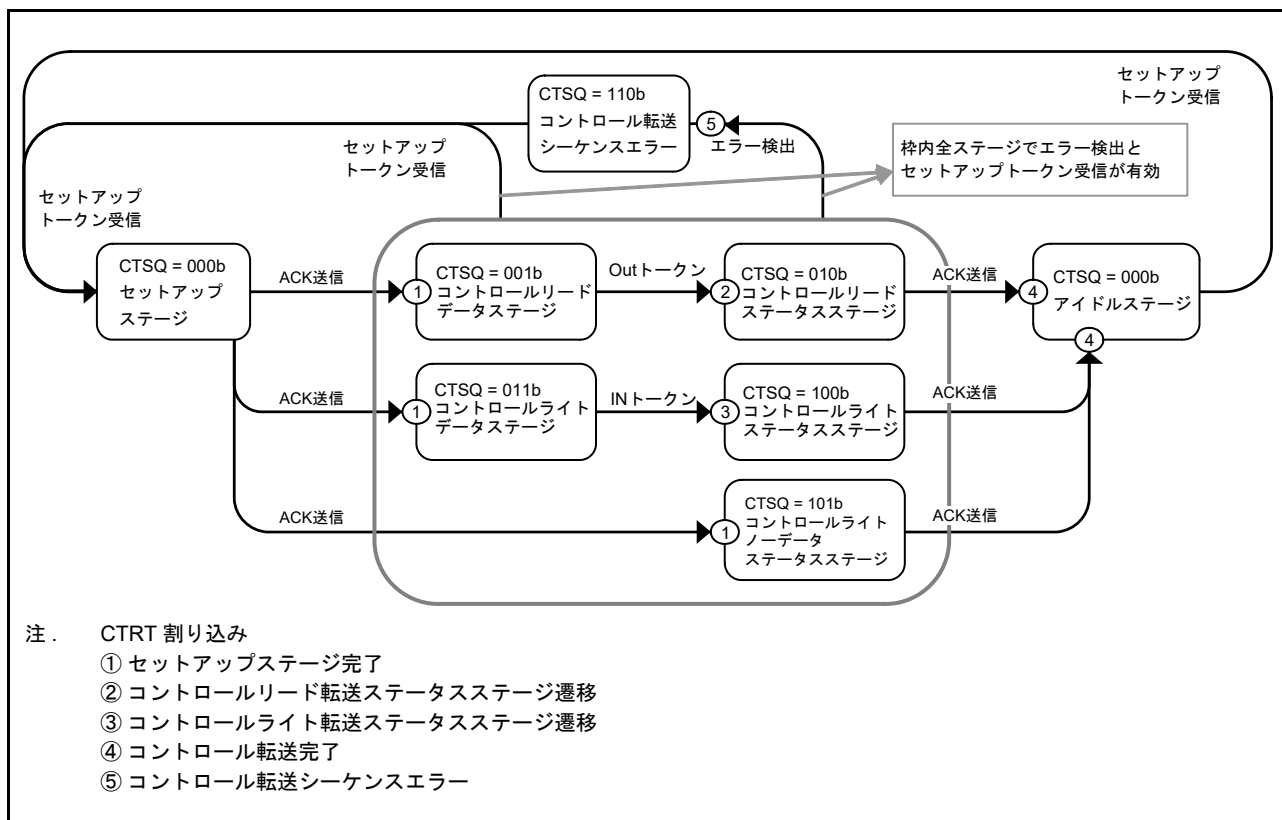 セットアップ
トークン受信
CTSQ = 110b
コントロール転送
シーケンスエラー
⑤
エラー検出
セットアップ
トークン受信
枠内全ステージでエラー検出と
セットアップトークン受信が有効
セットアップ
トークン受信
CTSQ = 000b
セットアップ
ステージ
ACK送信
①
CTSQ = 001b
コントロールリード
データステージ
Outトークン
②
CTSQ = 010b
コントロールリード
ステータスステージ
ACK送信
④
CTSQ = 000b
アイドルステージ
④
ACK送信
①
CTSQ = 011b
コントロールライト
データステージ
INトークン
③
CTSQ = 100b
コントロールライト
ステータスステージ
ACK送信
ACK送信
①
CTSQ = 101b
コントロールライト
ノーデータ
ステータスステージ
ACK送信
注 . CTRT 割り込み
① セットアップステージ完了
② コントロールリード転送ステータスステージ遷移
③ コントロールライト転送ステータスステージ遷移
④ コントロール転送完了
⑤ コントロール転送シーケンスエラー